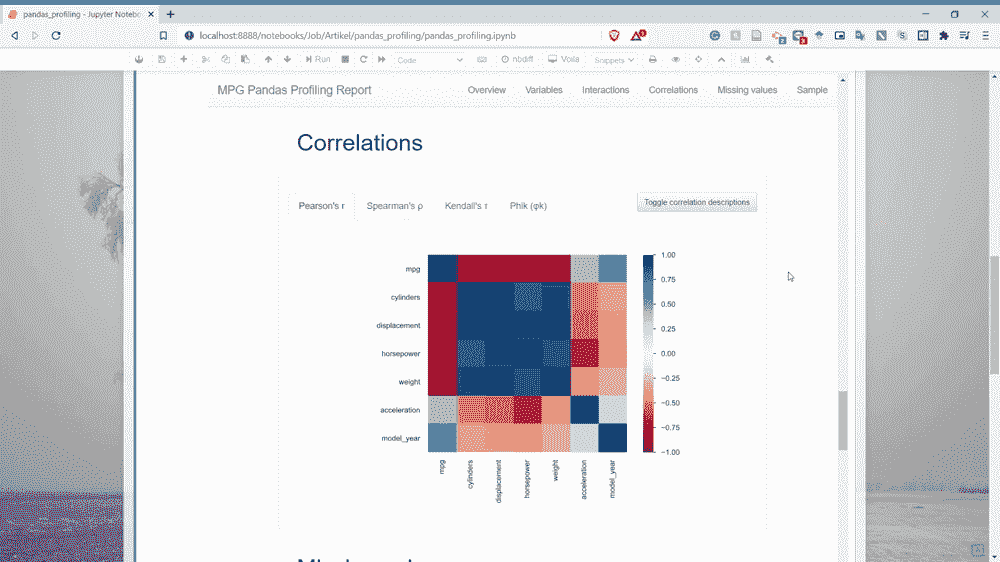 pandas_profiling - Jupyter Noteb
localhost:8888/notebooks/Job/Artikel/pandas_profiling/pandas_profiling.ipynb
Run Code nbdiff Voila Snippets
MPG Pandas Profiling Report Overview Variables Interactions Correlations Missing values Sample
Correlations
Pearson's r Spearman's ρ Kendall's τ Phik (φk) Toggle correlation descriptions
mpg
cylinders
displacement
horsepower
weight
acceleration
model_year
mpg
cylinders
displacement
horsepower
weight
acceleration
model_year
1.00
0.75
0.50
0.25
0.00
−0.25
−0.50
−0.75
−1.00